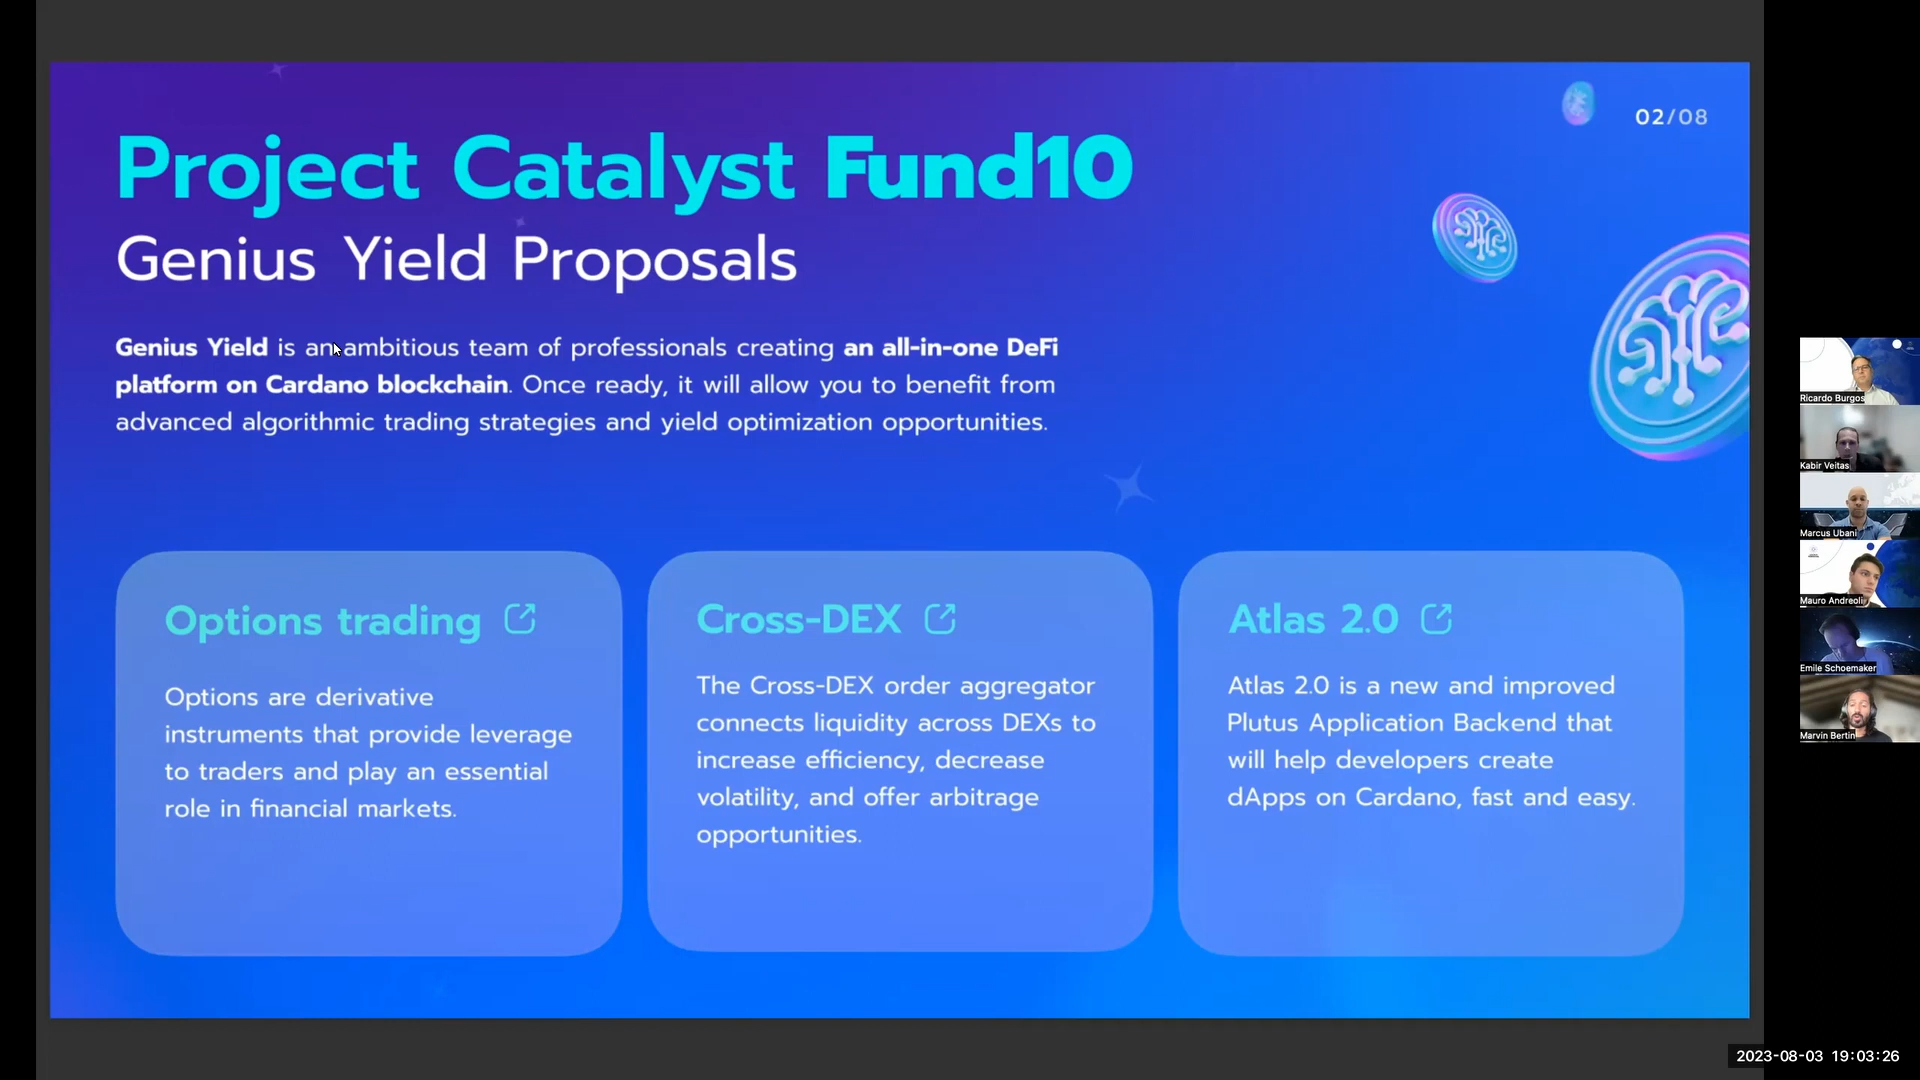 02/08
Project Catalyst Fund10
Genius Yield Proposals
Genius Yield is an ambitious team of professionals creating an all-in-one DeFi
platform on Cardano blockchain. Once ready, it will allow you to benefit from
advanced algorithmic trading strategies and yield optimization opportunities.
Options trading
Options are derivative
instruments that provide leverage
to traders and play an essential
role in financial markets.
Cross-DEX
The Cross-DEX order aggregator
connects liquidity across DEXs to
increase efficiency, decrease
volatility, and offer arbitrage
opportunities.
Atlas 2.0
Atlas 2.0 is a new and improved
Plutus Application Backend that
will help developers create
dApps on Cardano, fast and easy.
Ricardo Burgos
Kabir Veitas
Marcus Ubani
Mauro Andreoli
Emile Schoemaker
Marvin Bertin
2023-08-03 19:03:26